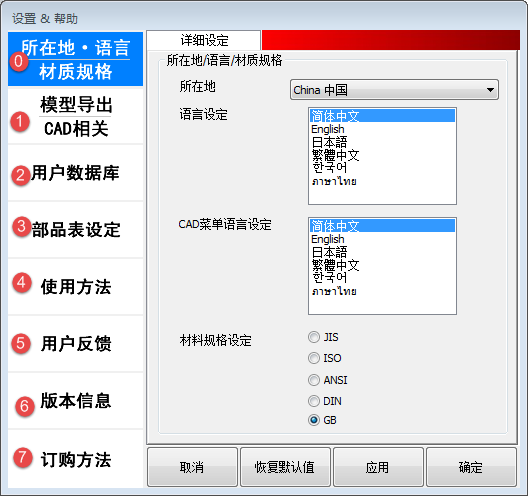 设置 & 帮助
0
所在地·语言
材质规格
1
模型导出
CAD相关
2
用户数据库
3
部品表设定
4
使用方法
5
用户反馈
6
版本信息
7
订购方法
详细设定
所在地/语言/材质规格
所在地
China 中国
语言设定
简体中文
English
日本語
繁體中文
한국어
ภาษาไทย
CAD菜单语言设定
简体中文
English
日本語
繁體中文
한국어
ภาษาไทย
材料规格设定
JIS
ISO
ANSI
DIN
GB
取消
恢复默认值
应用
确定